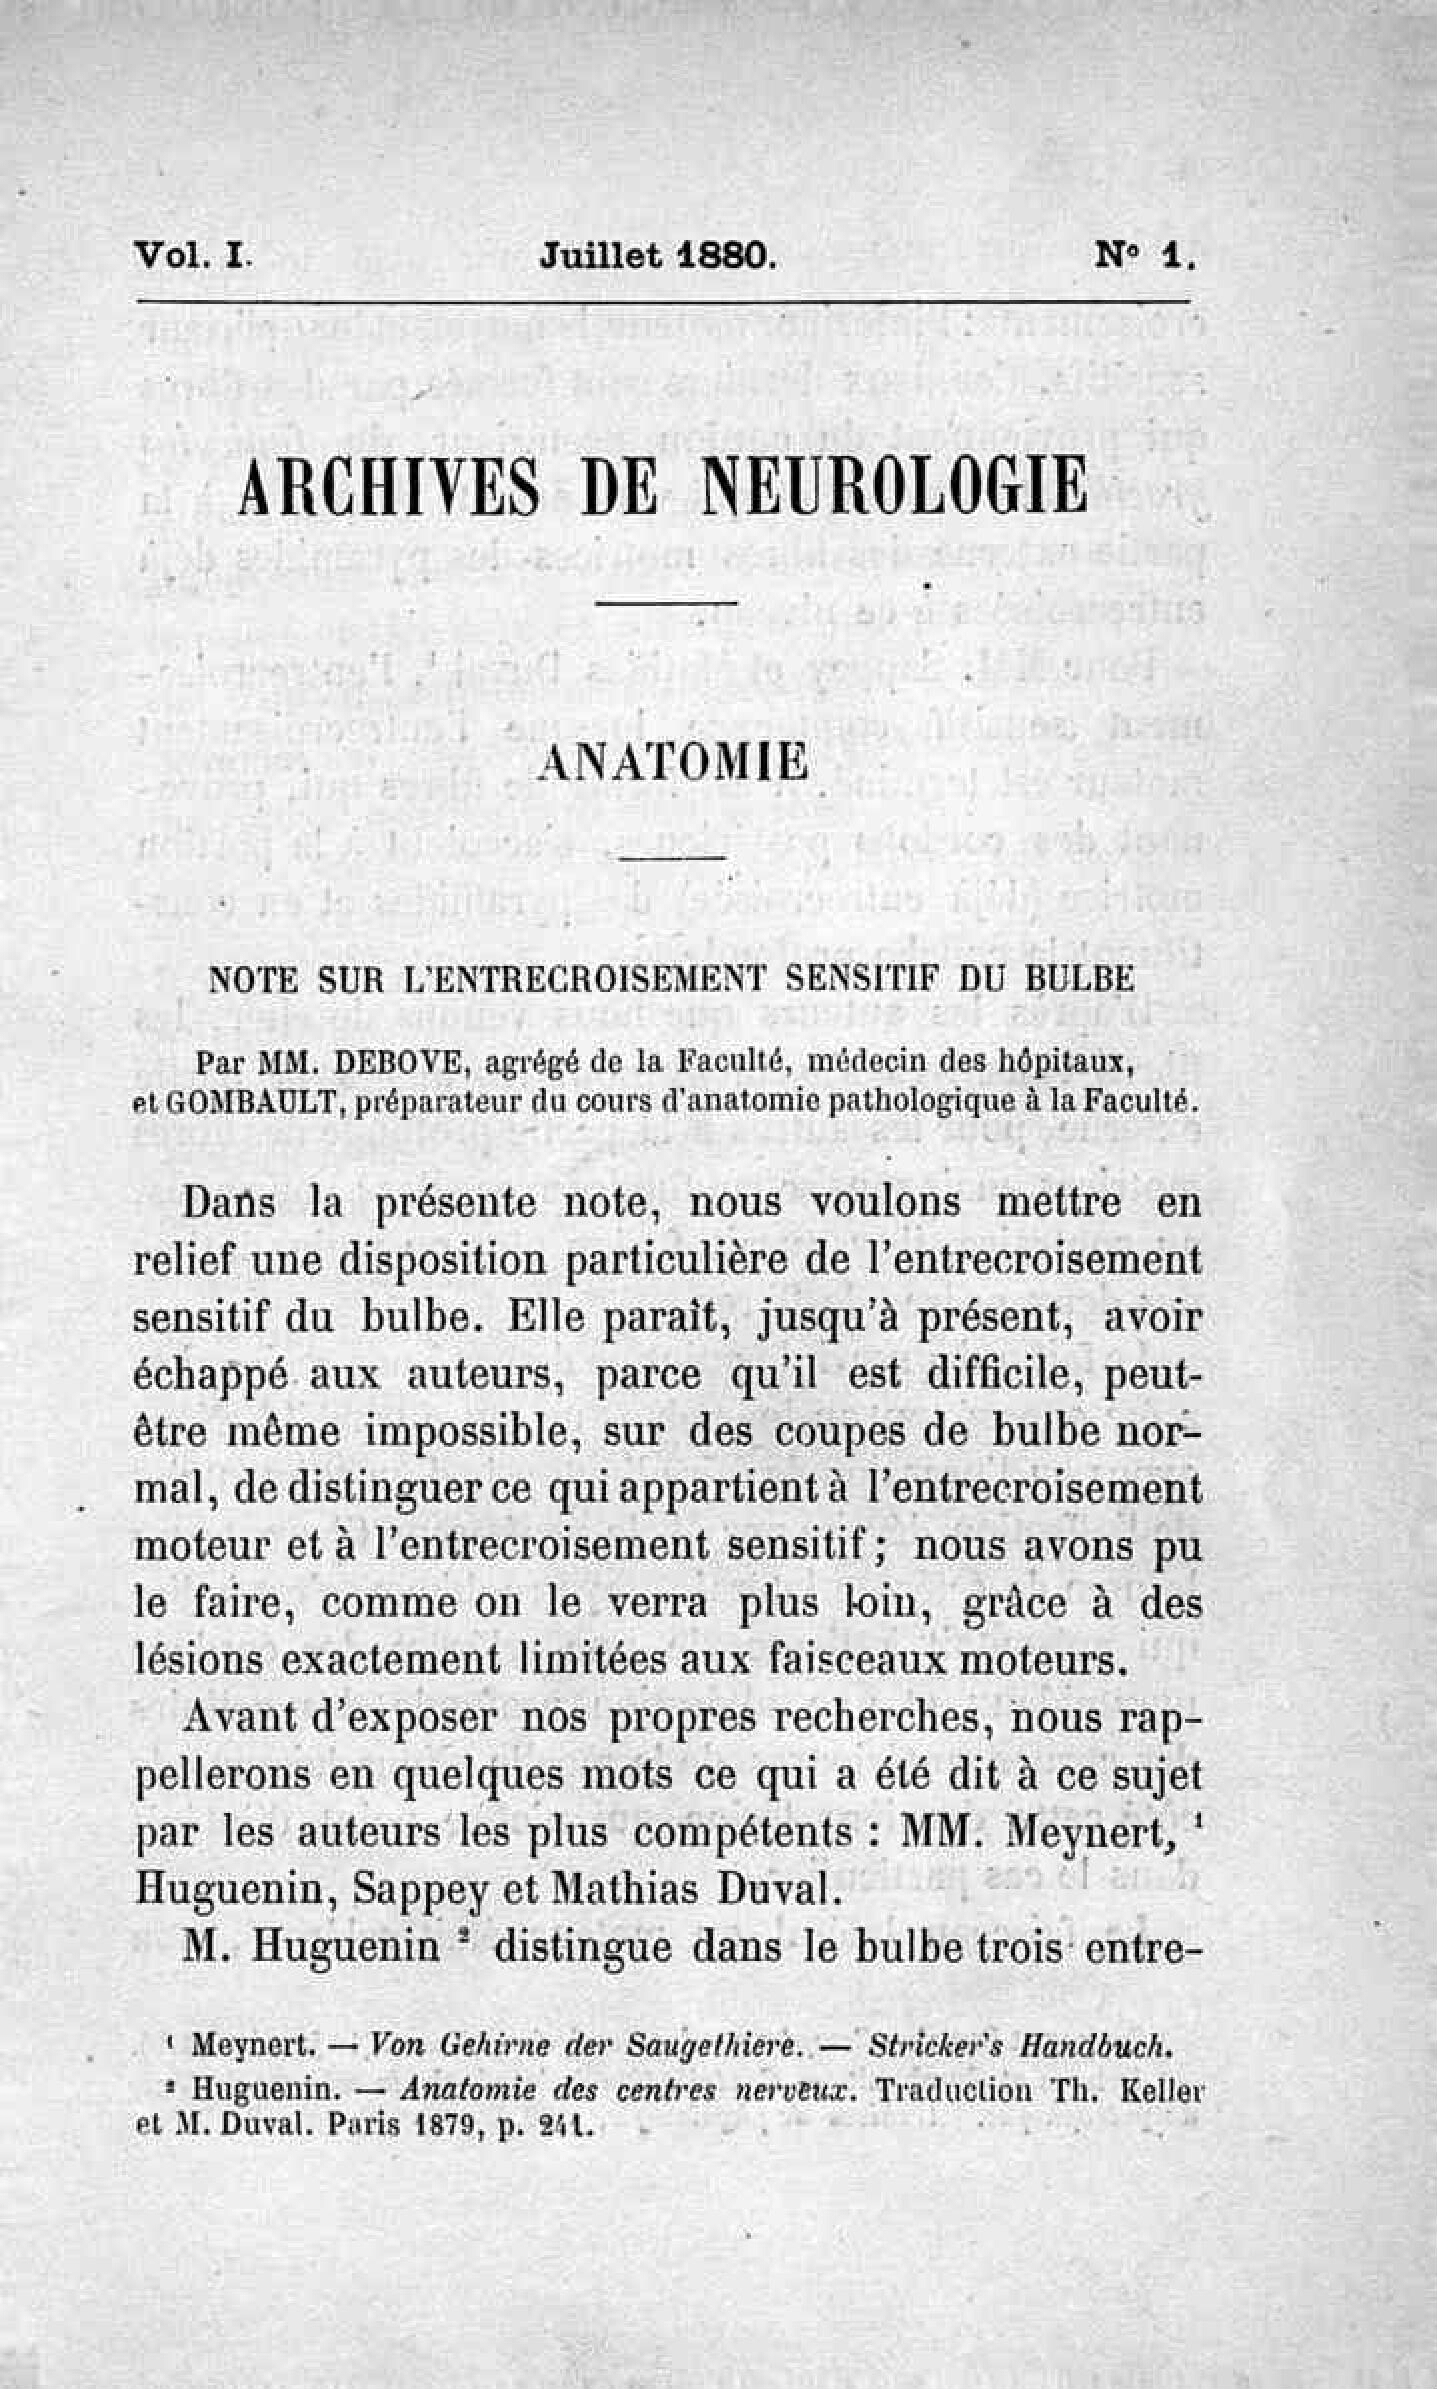 Vol. I. Juillet 1880. N° 1.
ARCHIVES DE NEUROLOGIE
ANATOMIE
NOTE SUR L'ENTRECROISEMENT SENSITIF DU BULBE
Par MM. DEBOVE, agrégé de la Faculté, médecin des hôpitaux,
et GOMBAULT, préparateur du cours d'anatomie pathologique à la Faculté.
Dans la présente note, nous voulons mettre en
relief une disposition particulière de l'entrecroisement
sensitif du bulbe. Elle paraît, jusqu'à présent, avoir
échappé aux auteurs, parce qu'il est difficile, peut-
être même impossible, sur des coupes de bulbe nor-
mal, de distinguer ce qui appartient à l'entrecroisement
moteur et à l'entrecroisement sensitif ; nous avons pu
le faire, comme on le verra plus loin, grâce à des
lésions exactement limitées aux faisceaux moteurs.
Avant d'exposer nos propres recherches, nous rap-
pellerons en quelques mots ce qui a été dit à ce sujet
par les auteurs les plus compétents : MM. Meynert, ¹
Huguenin, Sappey et Mathias Duval.
M. Huguenin ² distingue dans le bulbe trois entre-
¹ Meynert. — Von Gehirne der Saugethiere. — Stricker's Handbuch.
² Huguenin. — Anatomie des centres nerveux. Traduction Th. Keller
et M. Duval. Paris 1879, p. 241.